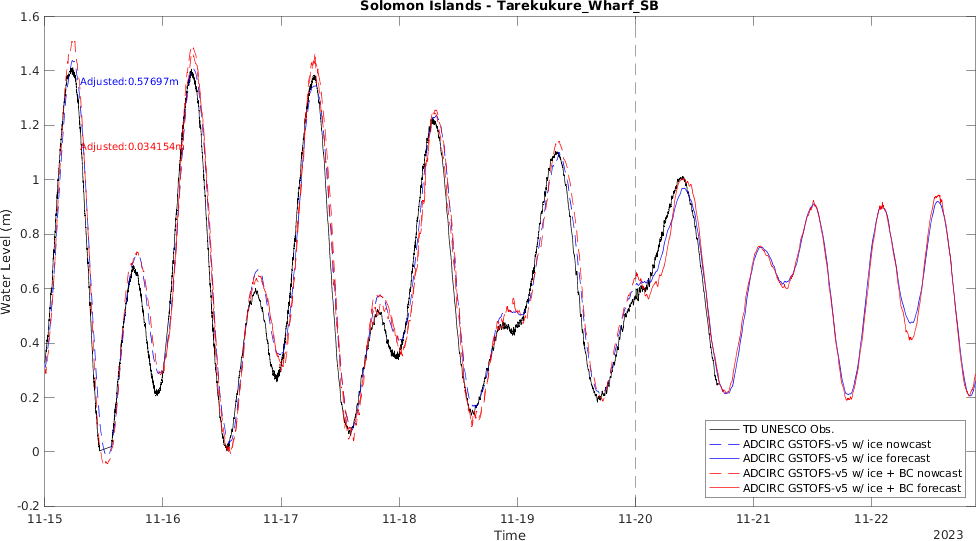 Solomon Islands - Tarekukure_Wharf_SB
1.6
1.4
1.2
1
0.8
0.6
0.4
0.2
0
-0.2
Water Level (m)
Adjusted:0.57697m
Adjusted:0.034154m
TD UNESCO Obs.
ADCIRC GSTOFS-v5 w/ ice nowcast
ADCIRC GSTOFS-v5 w/ ice forecast
ADCIRC GSTOFS-v5 w/ ice + BC nowcast
ADCIRC GSTOFS-v5 w/ ice + BC forecast
11-15 11-16 11-17 11-18 11-19 11-20 11-21 11-22
Time
2023